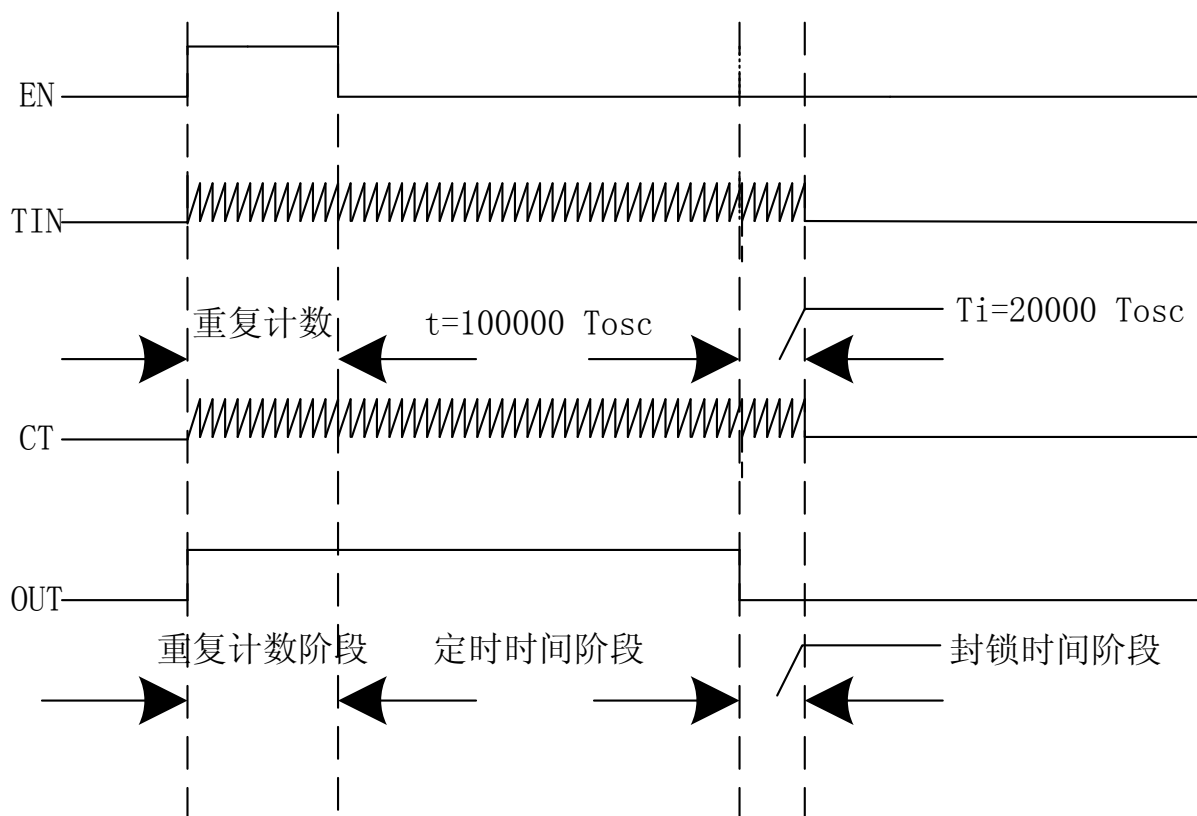 EN
TIN
重复计数
t=100000 Tosc
Ti=20000 Tosc
CT
OUT
重复计数阶段
定时时间阶段
封锁时间阶段